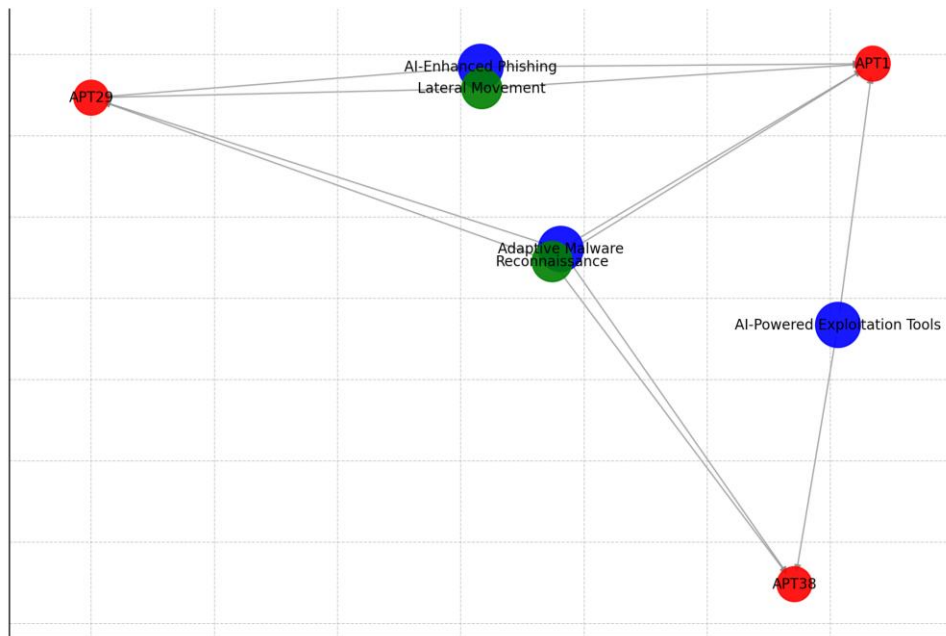 AI-Enhanced Phishing
APT1
Lateral Movement
APT29
Adaptive Malware
Reconnaissance
AI-Powered Exploitation Tools
APT38